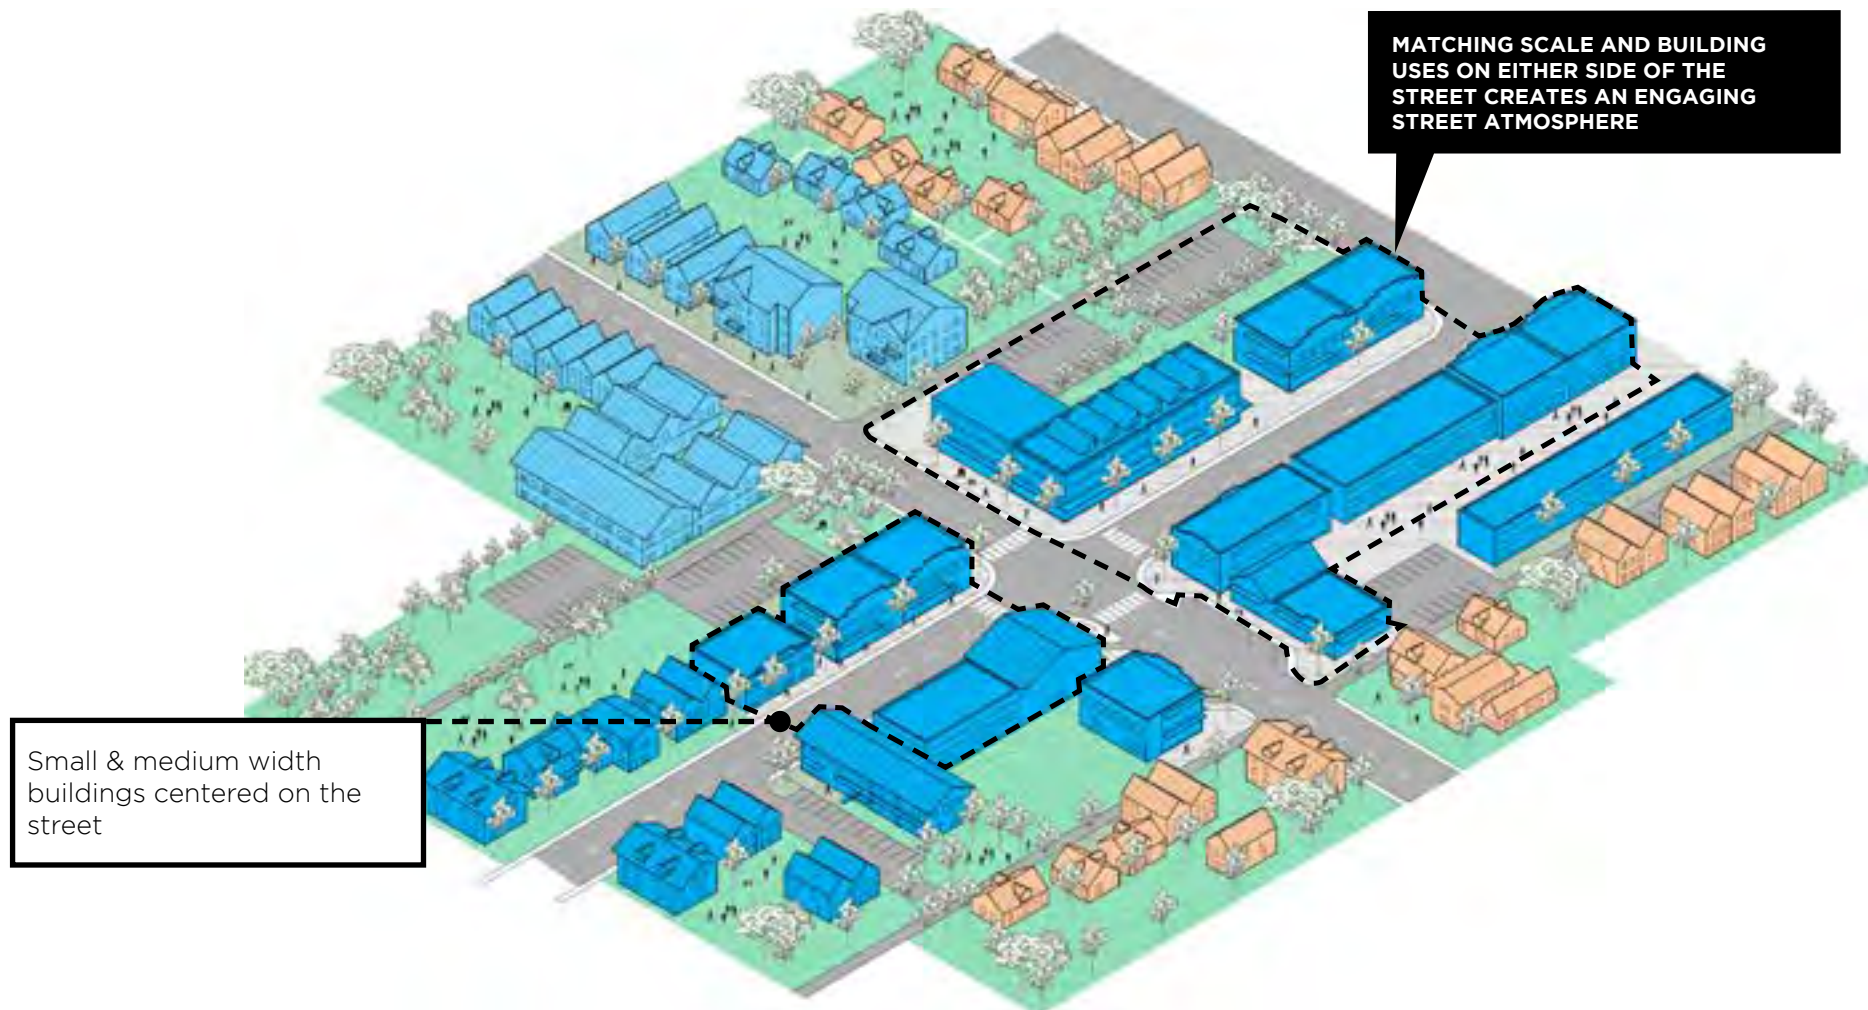 MATCHING SCALE AND BUILDING
USES ON EITHER SIDE OF THE
STREET CREATES AN ENGAGING
STREET ATMOSPHERE
Small & medium width
buildings centered on the
street